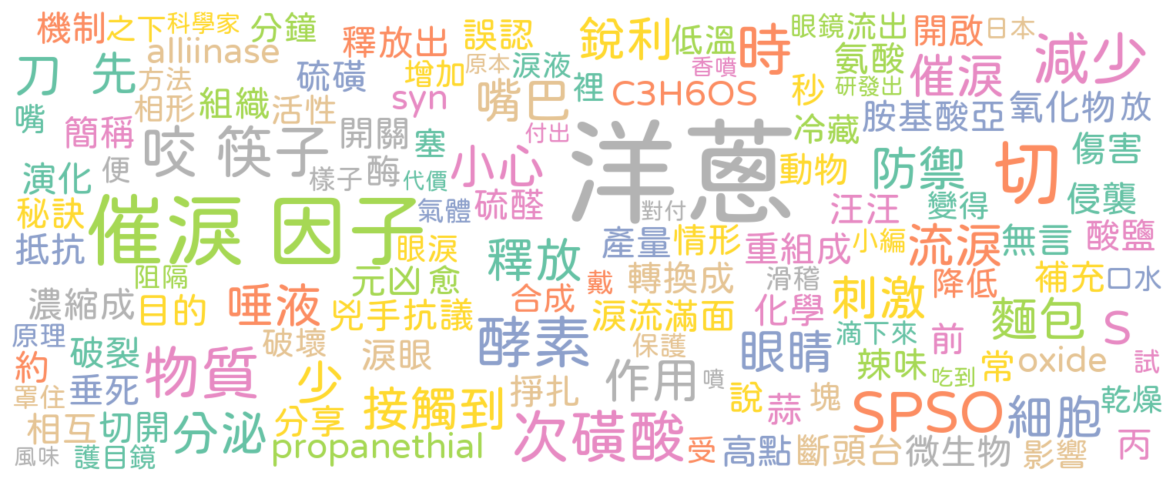 機制 之下 科學家 分鐘 釋放出 誤認 銳利 低溫 時 眼鏡 流出 開啟 日本
alliinase 原本 淚液 香噴 氨酸 催淚 減少
刀 先 方法 硫磺 增加 裡 C3H6OS 秒 研發出
嘴 相形 組織 活性 syn 嘴巴 胺基酸 亞 氧化物 放
簡稱 咬 筷子 開關 塞 付出 洋蔥 冷藏 傷害
演化 便 樣子 酶 代價 小心 動物 防禦 切 侵襲
秘訣 催淚 因子 氣體 硫醛 對付 汪汪 變得
抵抗 眼淚 產量 情形 重組成 小編 流淚 無言 酸鹽
阻隔 元凶 愈 釋放 戴 轉換成 滑稽 刺激 降低 補充 口水
濃縮成 目的 唾液 兇手 抗議 合成 淚流滿面 化學 麵包 S
原理 破裂 破壞 淚眼 酵素 保護 眼睛 滴下來 前
約 垂死 物質 少 作用 噴 辣味 吃到 常 oxide 試
罩住 接觸到 掙扎 說 蒜 塊 SPSO 細胞 乾燥
相互 切開 分泌 分享 次磺酸
風味 護目鏡 propanethial 受 高點 斷頭台 微生物 影響 丙